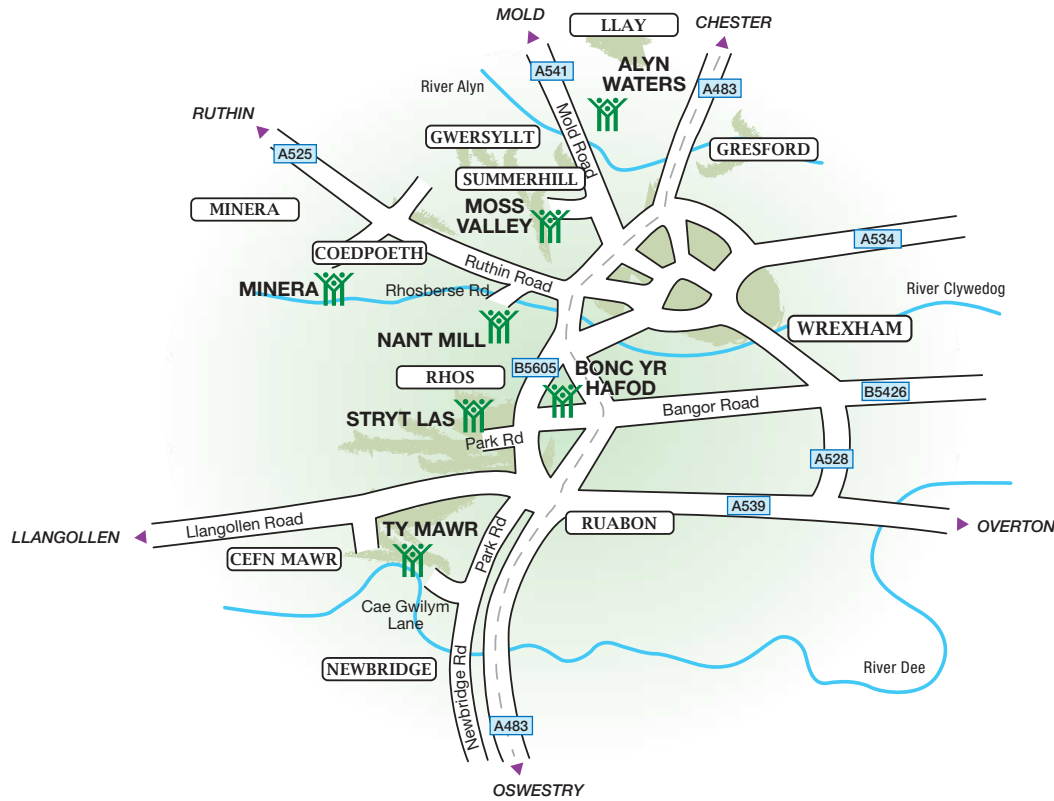 MOLD
LLAY
CHESTER
A541
ALYN
WATERS
A483
River Alyn
RUTHIN
Mold Road
GWERSYLLT
GRESFORD
A525
SUMMERHILL
MINERA
MOSS
VALLEY
A534
COEDPOETH
Ruthin Road
MINERA
Rhosberse Rd
River Clywedog
NANT MILL
WREXHAM
B5605
BONC YR
HAFOD
RHOS
B5426
STRYT LAS
Bangor Road
Park Rd
A528
A539
Llangollen Road
RUABON
OVERTON
LLANGOLLEN
TY MAWR
Park Rd
CEFN MAWR
Cae Gwilym
Lane
NEWBRIDGE
River Dee
Newbridge Rd
A483
OSWESTRY